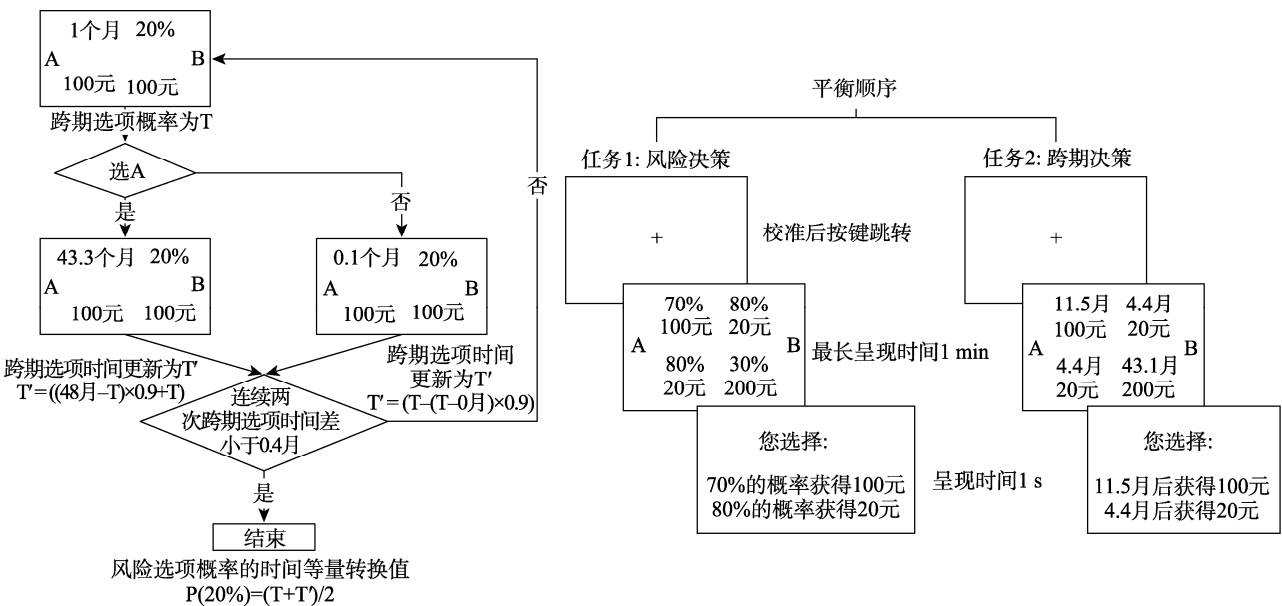 1个月 20%
A B
100元 100元
跨期选项概率为T
选A
是
否
否
43.3个月 20%
A B
100元 100元
0.1个月 20%
A B
100元 100元
跨期选项时间更新为T′
T′=((48月–T)×0.9+T)
跨期选项时间
更新为T′
T′=(T–(T–0月)×0.9)
连续两
次跨期选项时间差
小于0.4月
是
结束
风险选项概率的时间等量转换值
P(20%)=(T+T′)/2
平衡顺序
任务1: 风险决策
+
校准后按键跳转
70% 80%
100元 20元
A B
80% 30%
20元 200元
最长呈现时间1 min
您选择:
70%的概率获得100元
80%的概率获得20元
呈现时间1 s
任务2: 跨期决策
+
11.5月 4.4月
100元 20元
A B
4.4月 43.1月
20元 200元
您选择:
11.5月后获得100元
4.4月后获得20元